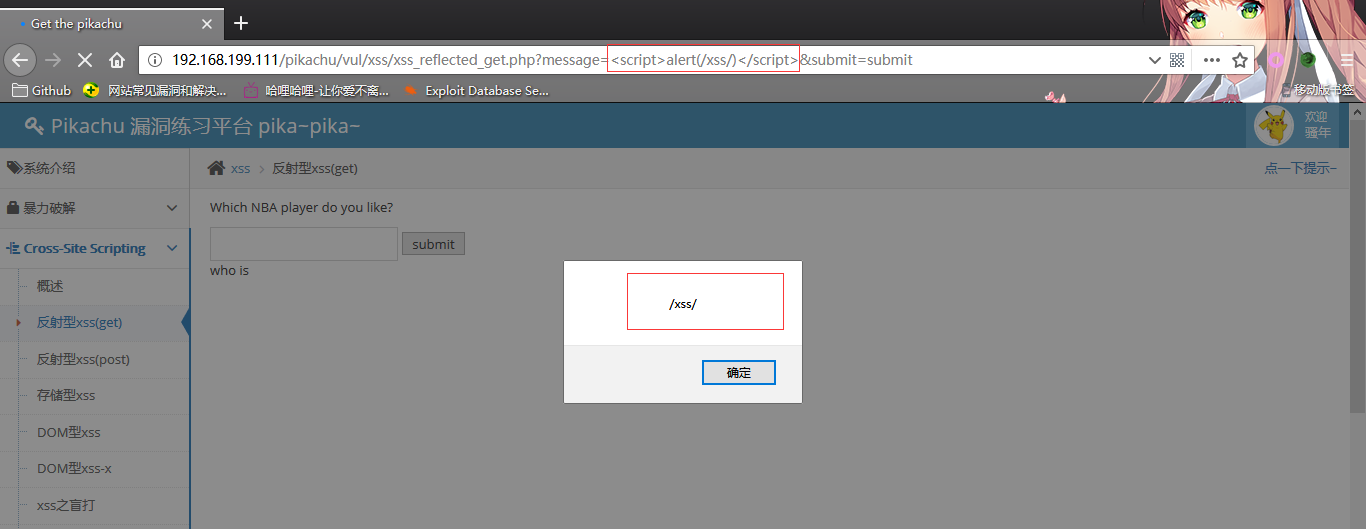 Get the pikachu
192.168.199.111/pikachu/vul/xss/xss_reflected_get.php?message=<script>alert(/xss/)</script>&submit=submit
Github 网站常见漏洞和解决... 哈哩哈哩-让你爱不离... Exploit Database Se... 移动版书签
Pikachu 漏洞练习平台 pika~pika~
欢迎
骚年
系统介绍
xss > 反射型xss(get)
点一下提示~
暴力破解
Which NBA player do you like?
Cross-Site Scripting
submit
who is
概述
/xss/
反射型xss(get)
反射型xss(post)
确定
存储型xss
DOM型xss
DOM型xss-x
xss之盲打